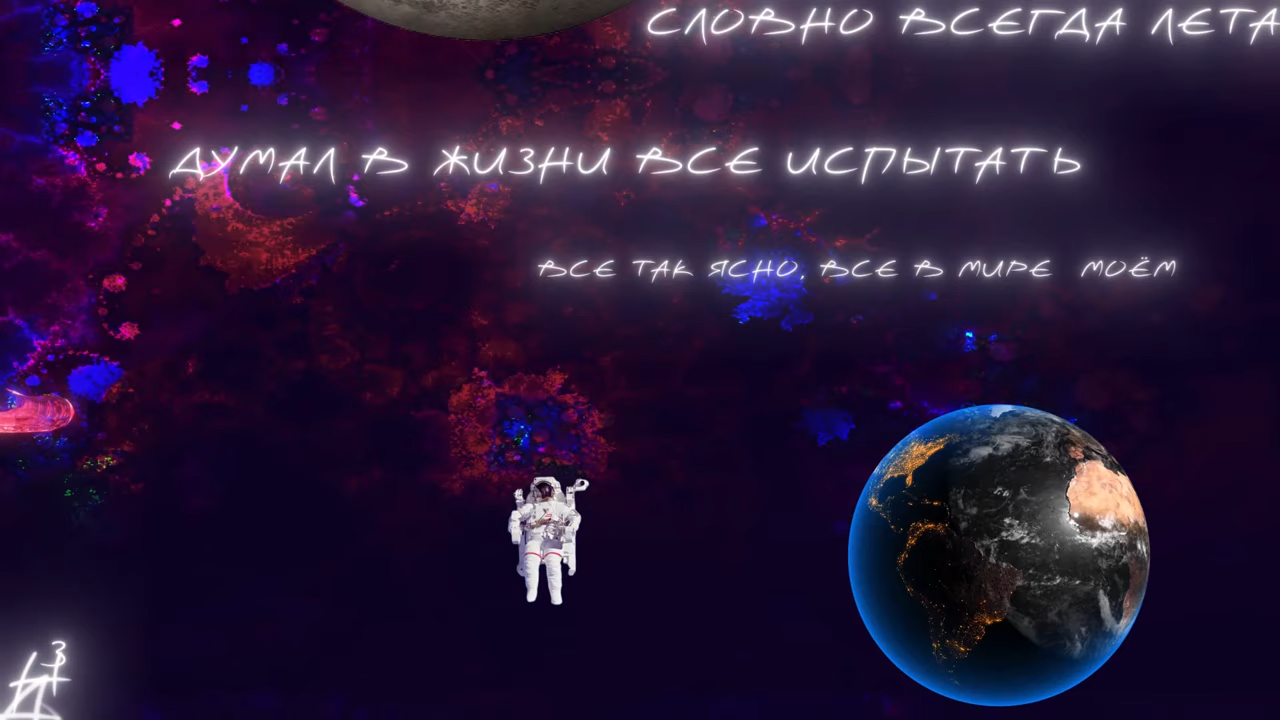 СЛОВНО ВСЕГДА ЛЕТА
ДУМАЛ В ЖИЗНИ ВСЕ ИСПЫТАТЬ
ВСЕ ТАК ЯСНО, ВСЕ В МИРЕ МОЁМ